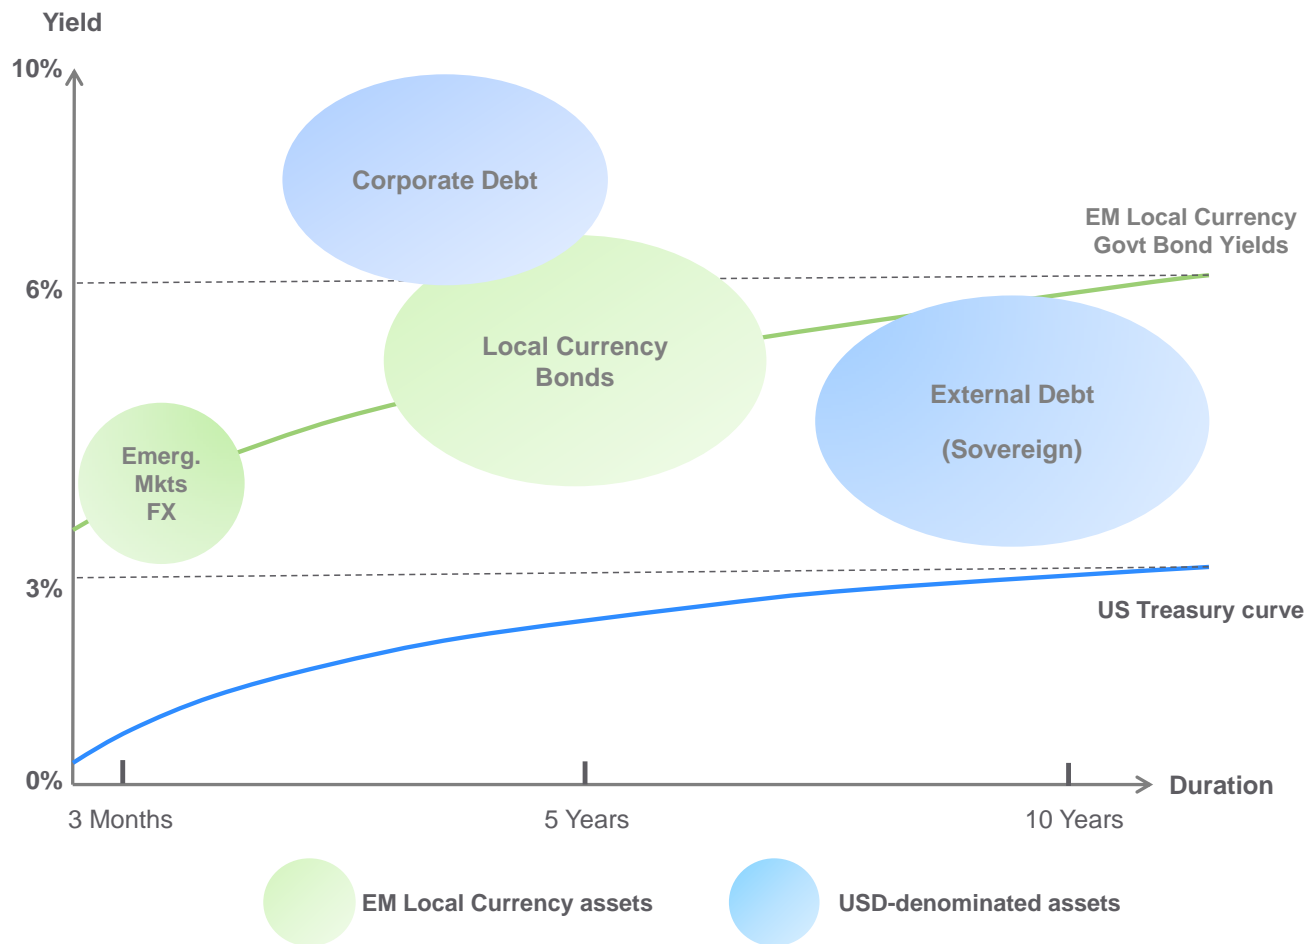 Yield
10%
Corporate Debt
EM Local Currency
Govt Bond Yields
6%
Local Currency
Bonds
External Debt
(Sovereign)
Emerg.
Mkts
FX
3%
US Treasury curve
0%
Duration
3 Months
5 Years
10 Years
EM Local Currency assets
USD-denominated assets